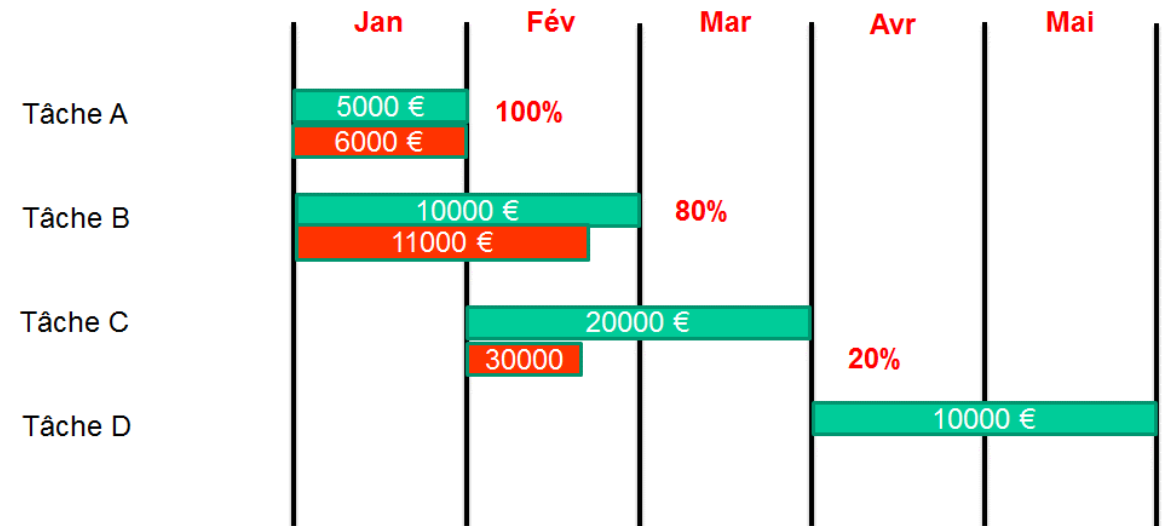 Jan Fév Mar Avr Mai
Tâche A 5000 € 100%
6000 €
Tâche B 10000 € 80%
11000 €
Tâche C 20000 €
30000 20%
Tâche D 10000 €